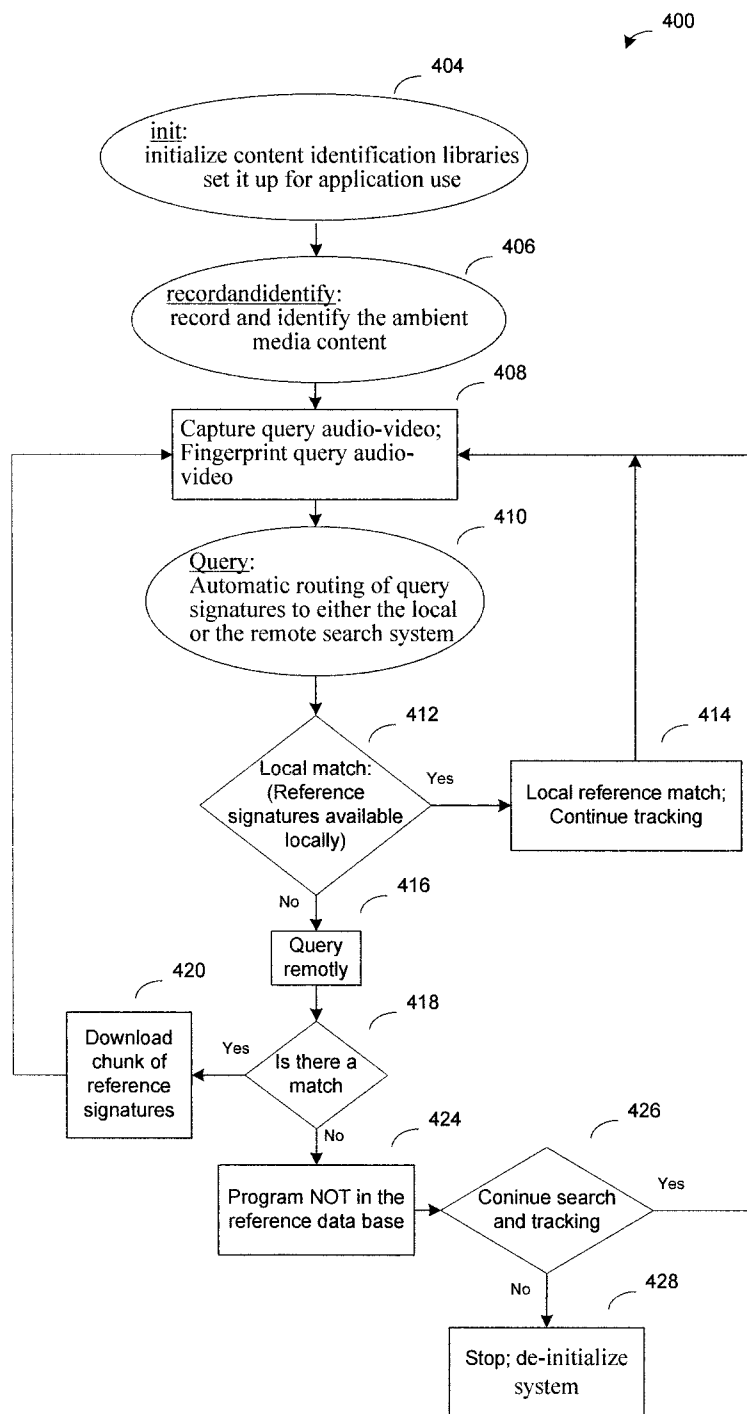 400
404
init:
initialize content identification libraries
set it up for application use
406
recordandidentify:
record and identify the ambient
media content
408
Capture query audio-video;
Fingerprint query audio-
video
410
Query:
Automatic routing of query
signatures to either the local
or the remote search system
412
Local match:
(Reference
signatures available
locally)
Yes
414
Local reference match;
Continue tracking
No
416
Query
remotly
420
418
Download
chunk of
reference
signatures
Yes
Is there a
match
No
424
426
Program NOT in the
reference data base
Coninue search
and tracking
Yes
No
428
Stop; de-initialize
system